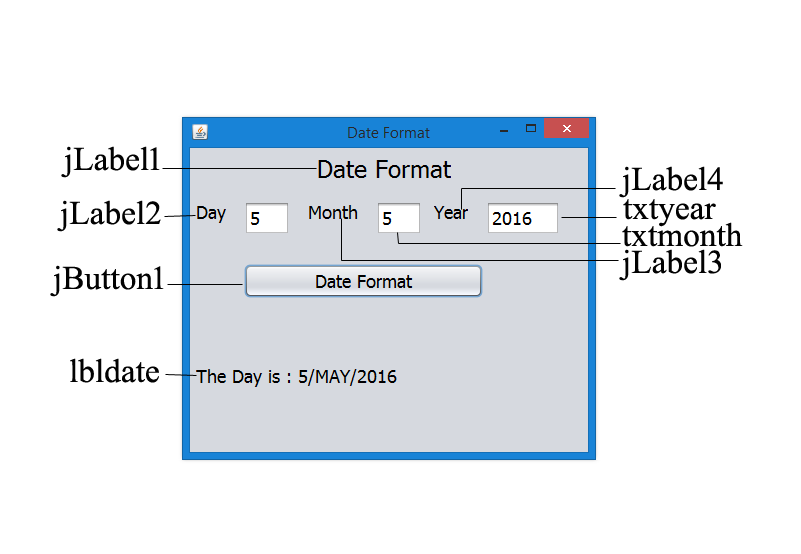 Date Format
jLabel1
Date Format
jLabel4
jLabel2
Day 5 Month 5 Year 2016
txtyear
txtmonth
jLabel3
jButton1
Date Format
lbldate
The Day is : 5/MAY/2016